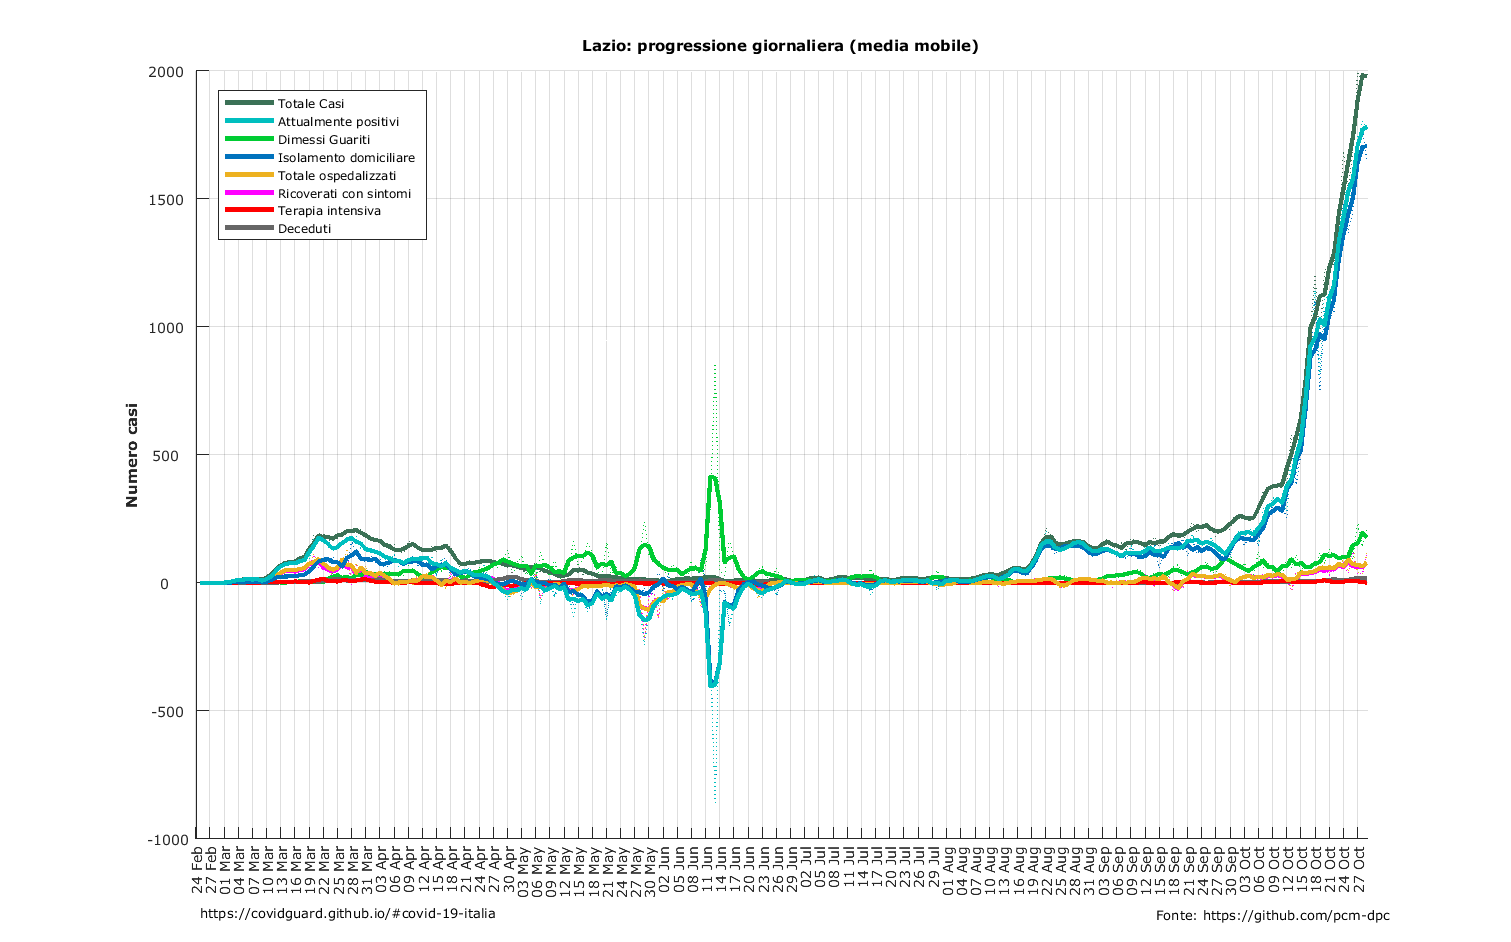 Lazio: progressione giornaliera (media mobile)
Numero casi
2000
1500
1000
500
0
-500
-1000
Totale Casi
Attualmente positivi
Dimessi Guariti
Isolamento domiciliare
Totale ospedalizzati
Ricoverati con sintomi
Terapia intensiva
Deceduti
24 Feb
27 Feb
01 Mar
04 Mar
07 Mar
10 Mar
13 Mar
16 Mar
19 Mar
22 Mar
25 Mar
28 Mar
31 Mar
03 Apr
06 Apr
09 Apr
12 Apr
15 Apr
18 Apr
21 Apr
24 Apr
27 Apr
30 Apr
03 May
06 May
09 May
12 May
15 May
18 May
21 May
24 May
27 May
30 May
02 Jun
05 Jun
08 Jun
11 Jun
14 Jun
17 Jun
20 Jun
23 Jun
26 Jun
29 Jun
02 Jul
05 Jul
08 Jul
11 Jul
14 Jul
17 Jul
20 Jul
23 Jul
26 Jul
29 Jul
01 Aug
04 Aug
07 Aug
10 Aug
13 Aug
16 Aug
19 Aug
22 Aug
25 Aug
28 Aug
31 Aug
03 Sep
06 Sep
09 Sep
12 Sep
15 Sep
18 Sep
21 Sep
24 Sep
27 Sep
30 Sep
03 Oct
06 Oct
09 Oct
12 Oct
15 Oct
18 Oct
21 Oct
24 Oct
27 Oct
https://covidguard.github.io/#covid-19-italia
Fonte: https://github.com/pcm-dpc